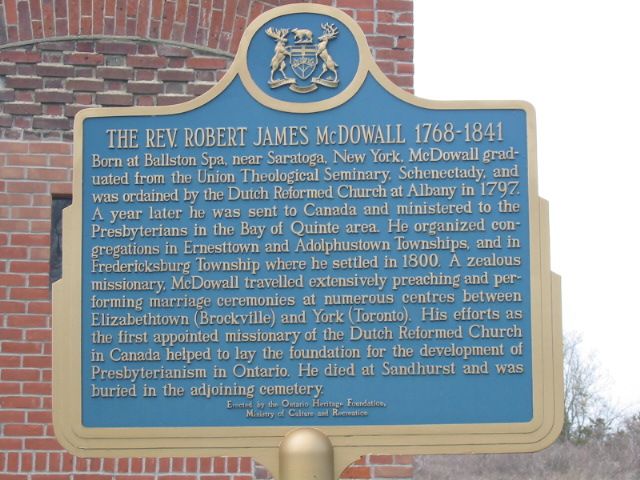 THE REV. ROBERT JAMES McDOWALL 1768-1841
Born at Ballston Spa, near Saratoga, New York, McDowall grad-
uated from the Union Theological Seminary, Schenectady, and
was ordained by the Dutch Reformed Church at Albany in 1797.
A year later he was sent to Canada and ministered to the
Presbyterians in the Bay of Quinte area. He organized con-
gregations in Ernesttown and Adolphustown Townships, and in
Fredericksburg Township where he settled in 1800. A zealous
missionary, McDowall travelled extensively preaching and per-
forming marriage ceremonies at numerous centres between
Elizabethtown (Brockville) and York (Toronto). His efforts as
the first appointed missionary of the Dutch Reformed Church
in Canada helped to lay the foundation for the development of
Presbyterianism in Ontario. He died at Sandhurst and was
buried in the adjoining cemetery.
Erected by the Ontario Heritage Foundation,
Ministry of Culture and Recreation